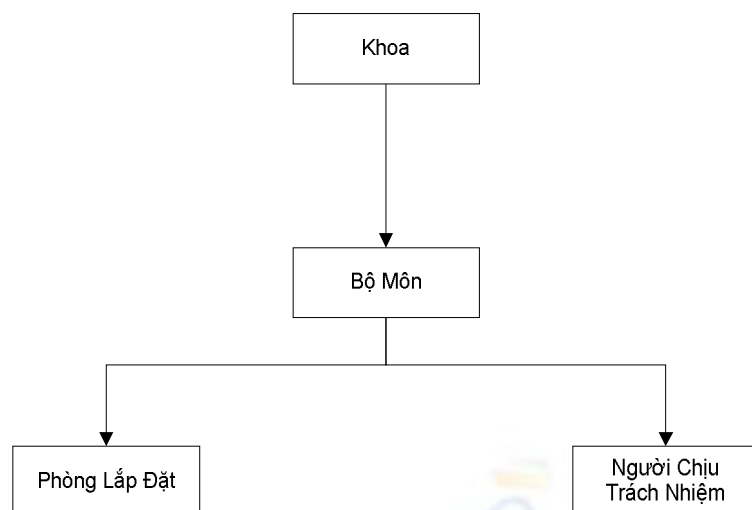 Khoa
Bộ Môn
Phòng Lắp Đặt
Người Chịu
Trách Nhiệm